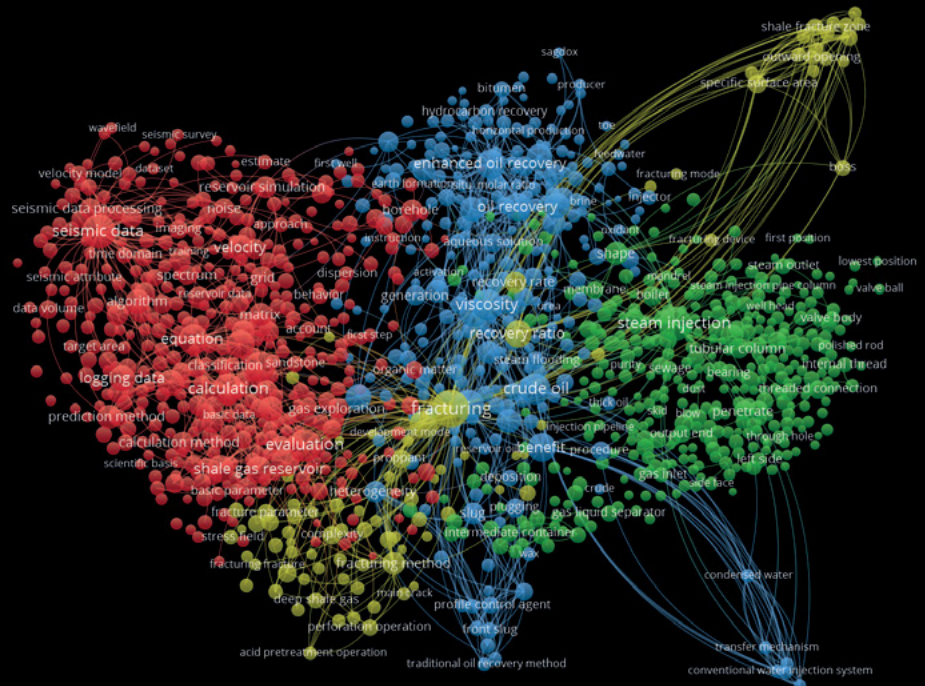 shale fracture zone
sagdox
outward opening
producer
specific surface area
bitumen
hydrocarbon recovery
wavefield
seismic survey
horizontal production
toe
first well
estimate
enhanced oil recovery
feedwater
boss
velocity model
dataset
fracturing mode
earth formation
situ
molar ratio
reservoir simulation
injector
seismic data processing
noise
borehole
oil recovery
brine
approach
seismic data
imaging
oxidant
instruction
aqueous solution
fracturing device
first position
time domain
training
velocity
shape
lowest position
steam outlet
seismic attribute
spectrum
grid
dispersion
activation
recovery rate
membrane
mandrel
boiler
steam injection pipe column
valve ball
data volume
algorithm
reservoir data
behavior
generation
viscosity
urea
well head
matrix
valve body
steam injection
equation
account
first step
recovery ratio
target area
tubular column
polished rod
classification
sandstone
organic matter
steam flooding
purity
sewage
bearing
internal thread
logging data
calculation
crude oil
dust
threaded connection
thick oil
gas exploration
fracturing
skid
blow
penetrate
prediction method
basic data
development mode
injection pipeline
output end
through hole
calculation method
evaluation
reservoir oil
benefit
procedure
scientific basis
shale gas reservoir
proppant
left side
deposition
gas inlet
side face
basic parameter
heterogeneity
crude
fracture parameter
slug
plugging
gas liquid separator
stress field
complexity
intermediate container
wax
fracturing fracture
fracturing method
condensed water
main crack
deep shale gas
profile control agent
perforation operation
front slug
acid pretreatment operation
transfer mechanism
traditional oil recovery method
conventional water injection system